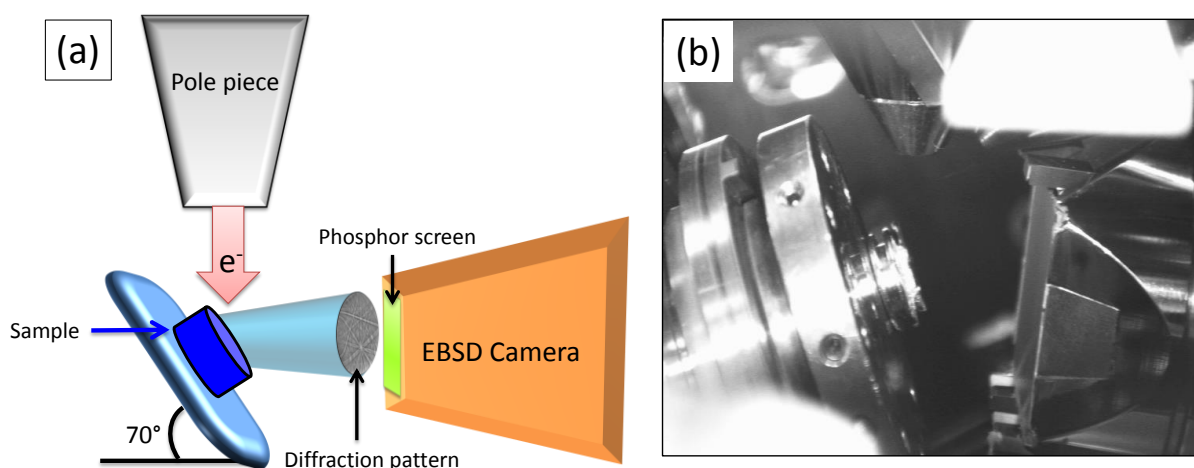 (a)
Pole piece
e-
Phosphor screen
Sample
EBSD Camera
70°
Diffraction pattern
(b)